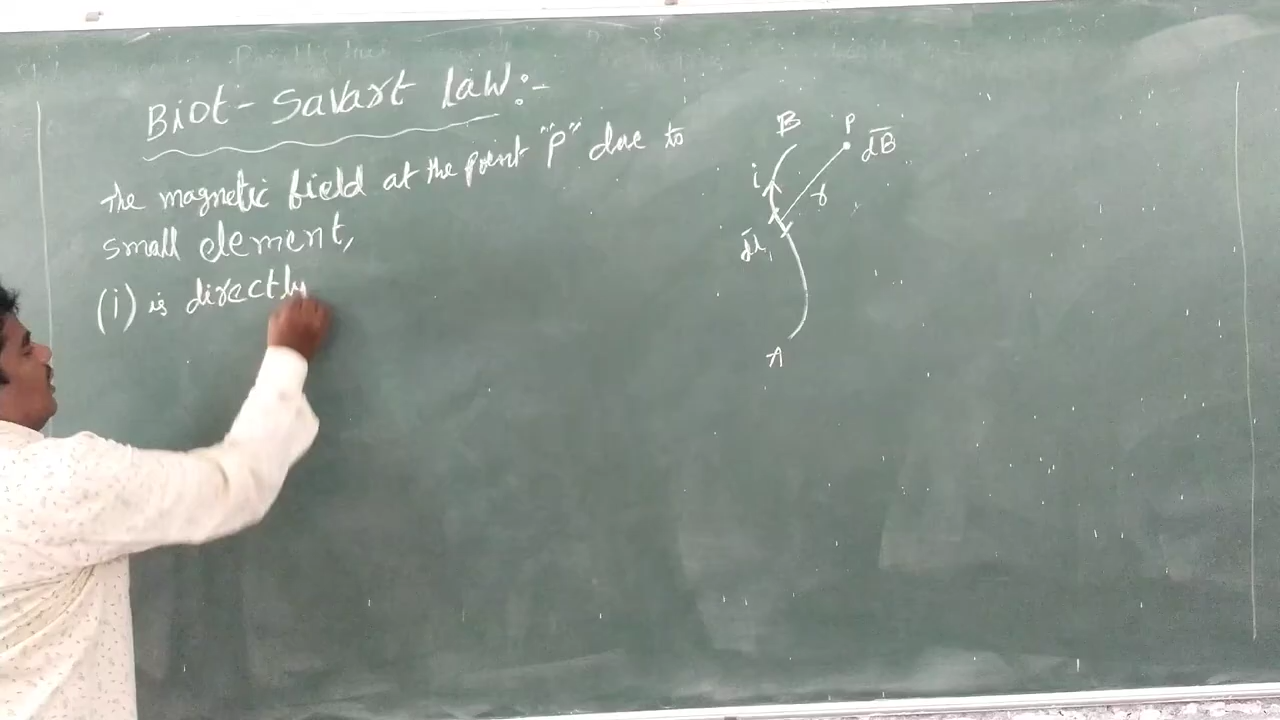 Biot - Savart Law :-
The magnetic field at the point "P" due to
small element,
(i) is directly
B
P
dB
i
r
dl
A